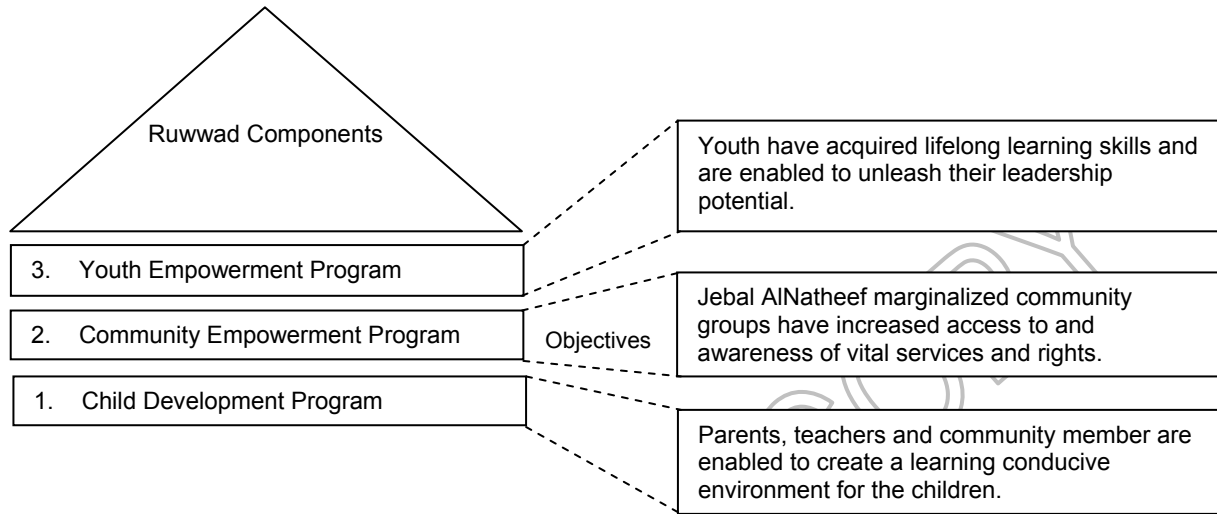 Ruwwad Components
3. Youth Empowerment Program
2. Community Empowerment Program
1. Child Development Program
Objectives
Youth have acquired lifelong learning skills and
are enabled to unleash their leadership
potential.
Jebal AlNatheef marginalized community
groups have increased access to and
awareness of vital services and rights.
Parents, teachers and community member are
enabled to create a learning conducive
environment for the children.
COPY